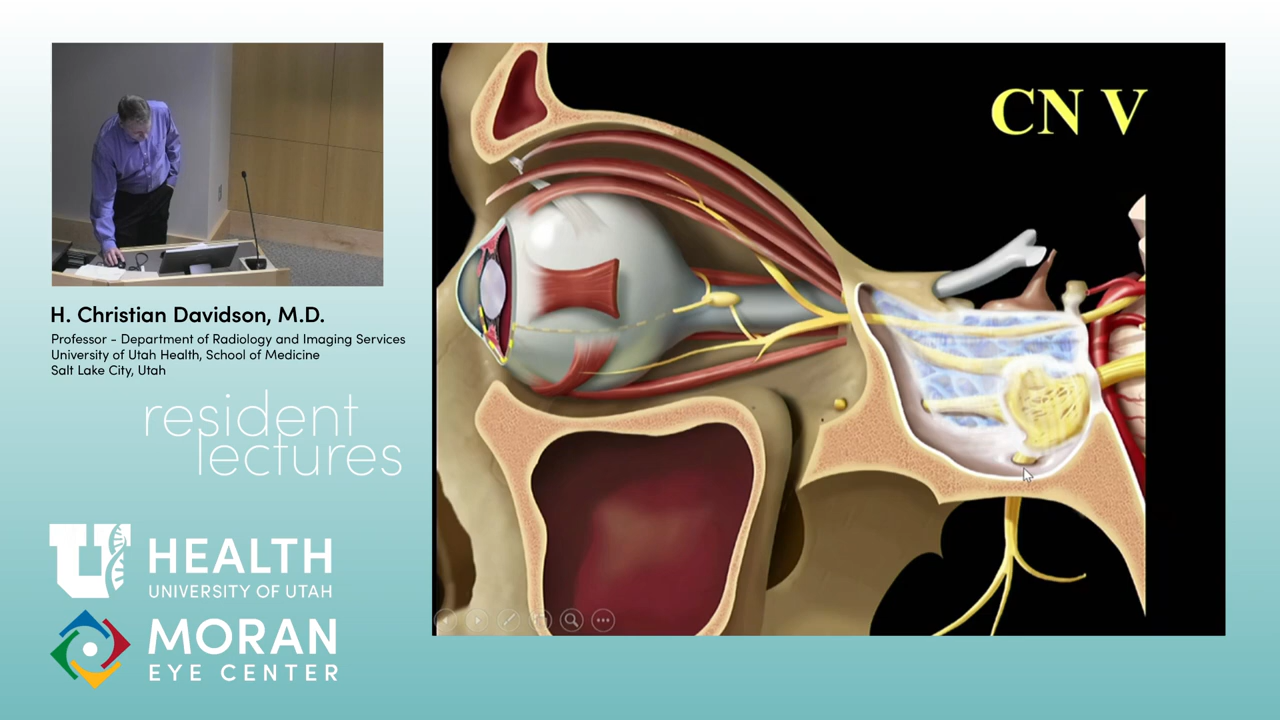 CN V
H. Christian Davidson, M.D.
Professor - Department of Radiology and Imaging Services
University of Utah Health, School of Medicine
Salt Lake City, Utah
resident
lectures
U HEALTH
UNIVERSITY OF UTAH
MORAN
EYE CENTER